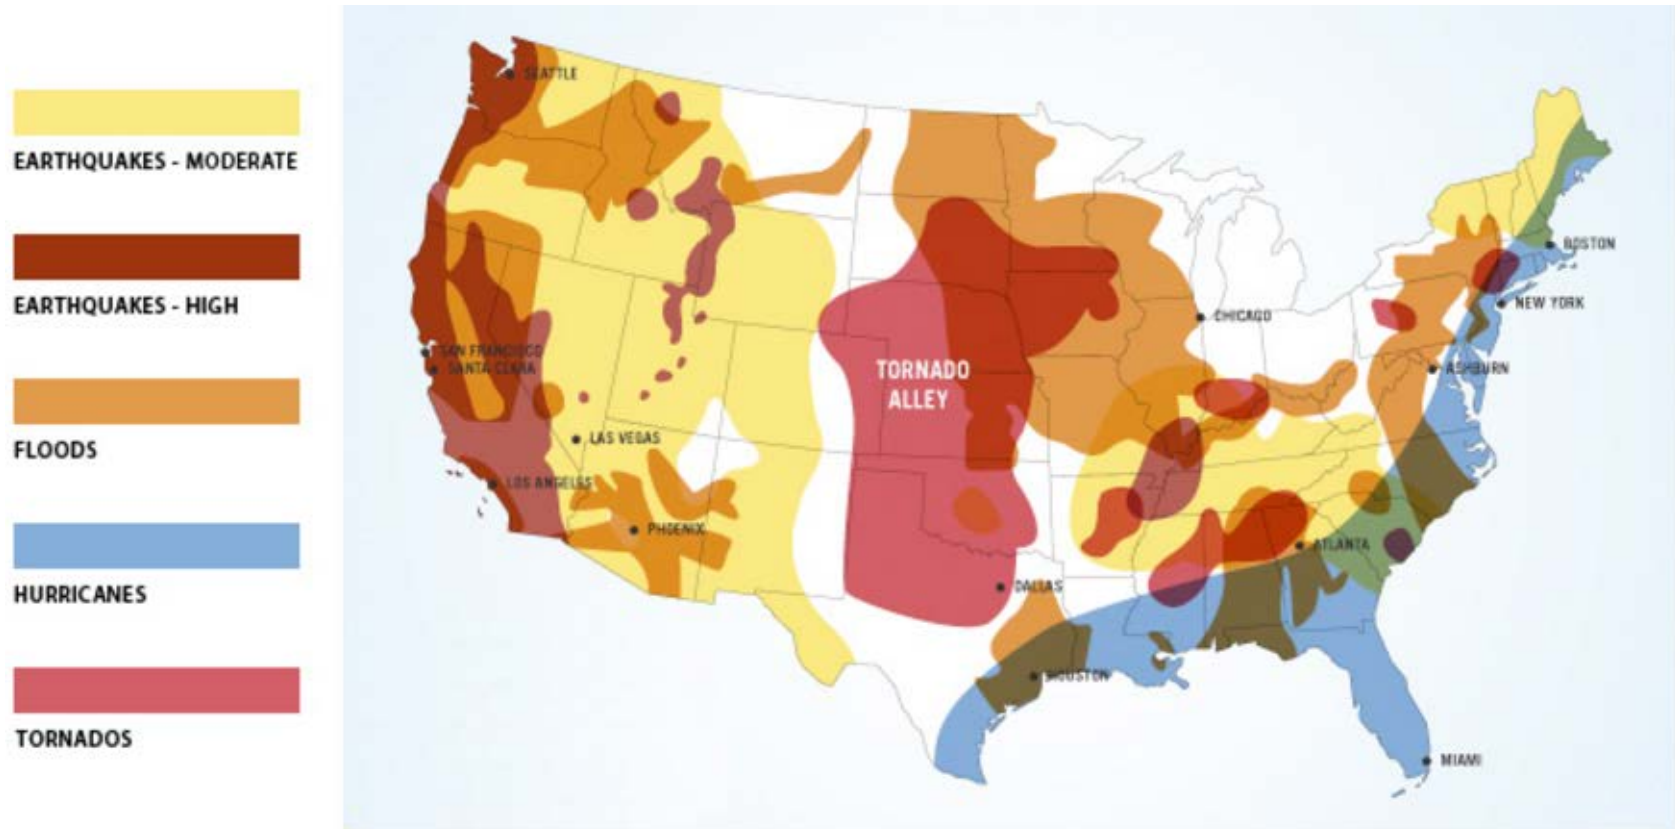 EARTHQUAKES - MODERATE
EARTHQUAKES - HIGH
FLOODS
HURRICANES
TORNADOS
SEATTLE
SAN FRANCISCO
SANTA CLARA
LAS VEGAS
LOS ANGELES
PHOENIX
TORNADO
ALLEY
DALLAS
HOUSTON
CHICAGO
ATLANTA
MIAMI
BOSTON
NEW YORK
ASHBURN